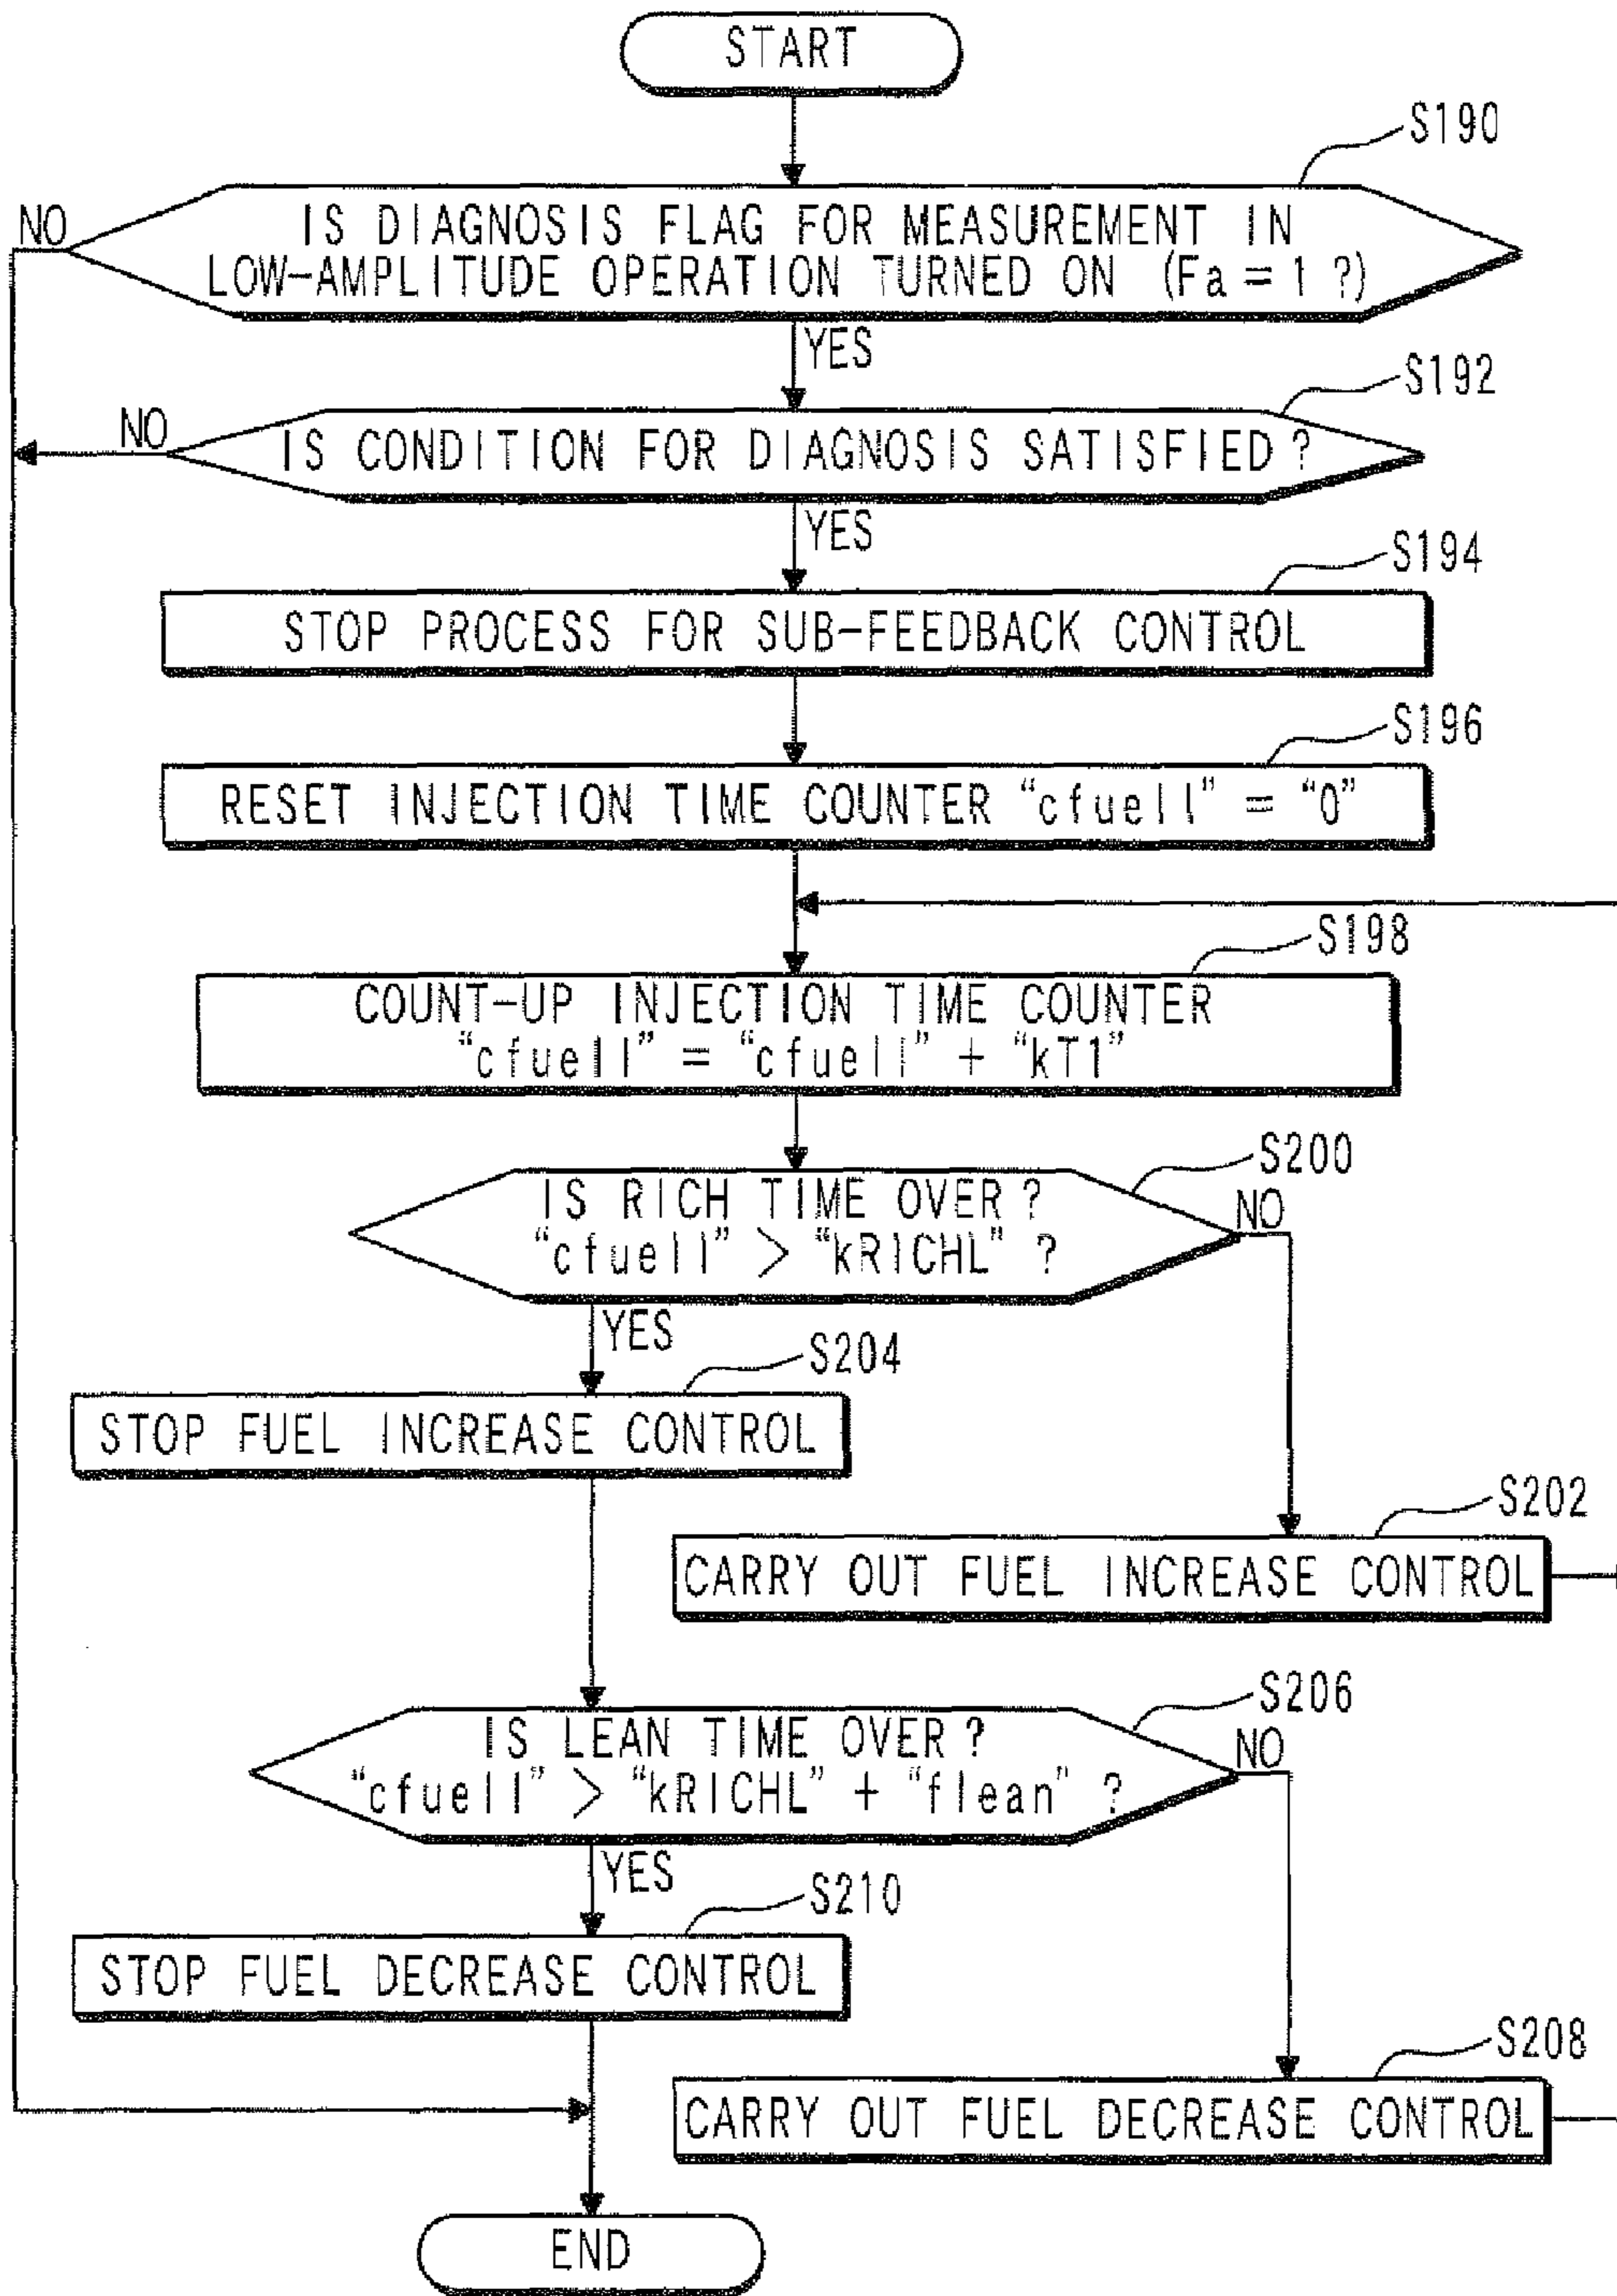 START
S190
NO
IS DIAGNOSIS FLAG FOR MEASUREMENT IN
LOW-AMPLITUDE OPERATION TURNED ON (Fa = 1 ?)
YES
S192
NO
IS CONDITION FOR DIAGNOSIS SATISFIED ?
YES
S194
STOP PROCESS FOR SUB-FEEDBACK CONTROL
S196
RESET INJECTION TIME COUNTER “cfuell” = “0”
S198
COUNT-UP INJECTION TIME COUNTER
“cfuell” = “cfuell” + “kT1”
S200
IS RICH TIME OVER ?
NO
“cfuell” > “kRICHL” ?
YES
S204
STOP FUEL INCREASE CONTROL
S202
CARRY OUT FUEL INCREASE CONTROL
S206
IS LEAN TIME OVER ?
NO
“cfuell” > “kRICHL” + “flean” ?
YES
S210
STOP FUEL DECREASE CONTROL
S208
CARRY OUT FUEL DECREASE CONTROL
END